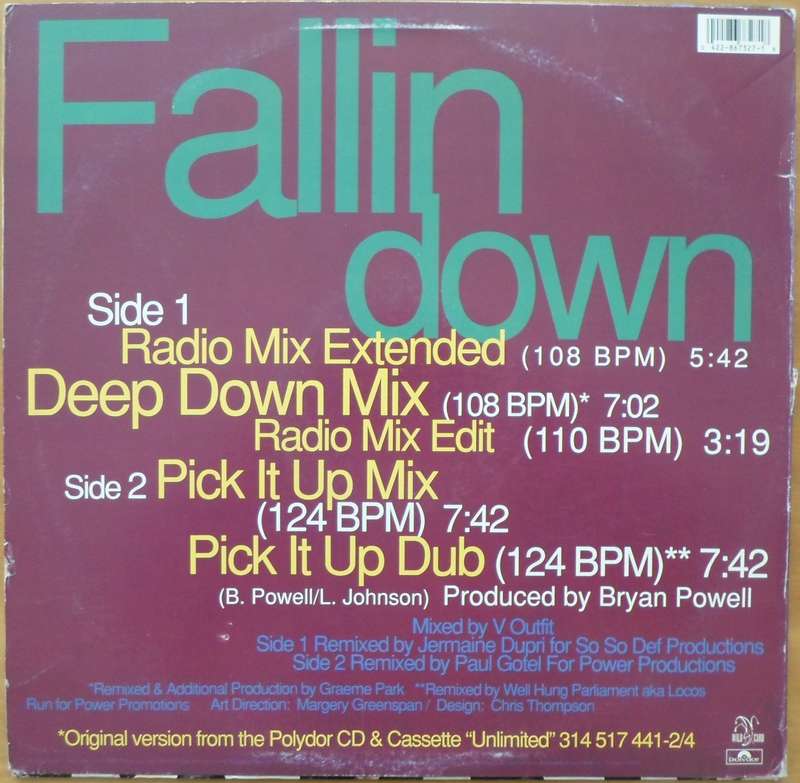 Fallin
down
Side 1
Radio Mix Extended (108 BPM) 5:42
Deep Down Mix (108 BPM)* 7:02
Radio Mix Edit (110 BPM) 3:19
Side 2 Pick It Up Mix
(124 BPM) 7:42
Pick It Up Dub (124 BPM)** 7:42
(B. Powell/L. Johnson) Produced by Bryan Powell
Mixed by V Outfit
Side 1 Remixed by Jermaine Dupri for So So Def Productions
Side 2 Remixed by Paul Gotel For Power Productions
*Remixed & Additional Production by Graeme Park **Remixed by Well Hung Parliament aka Locos
Run for Power Promotions Art Direction: Margery Greenspan / Design: Chris Thompson
*Original version from the Polydor CD & Cassette "Unlimited" 314 517 441-2/4
WILD CARD
polydor